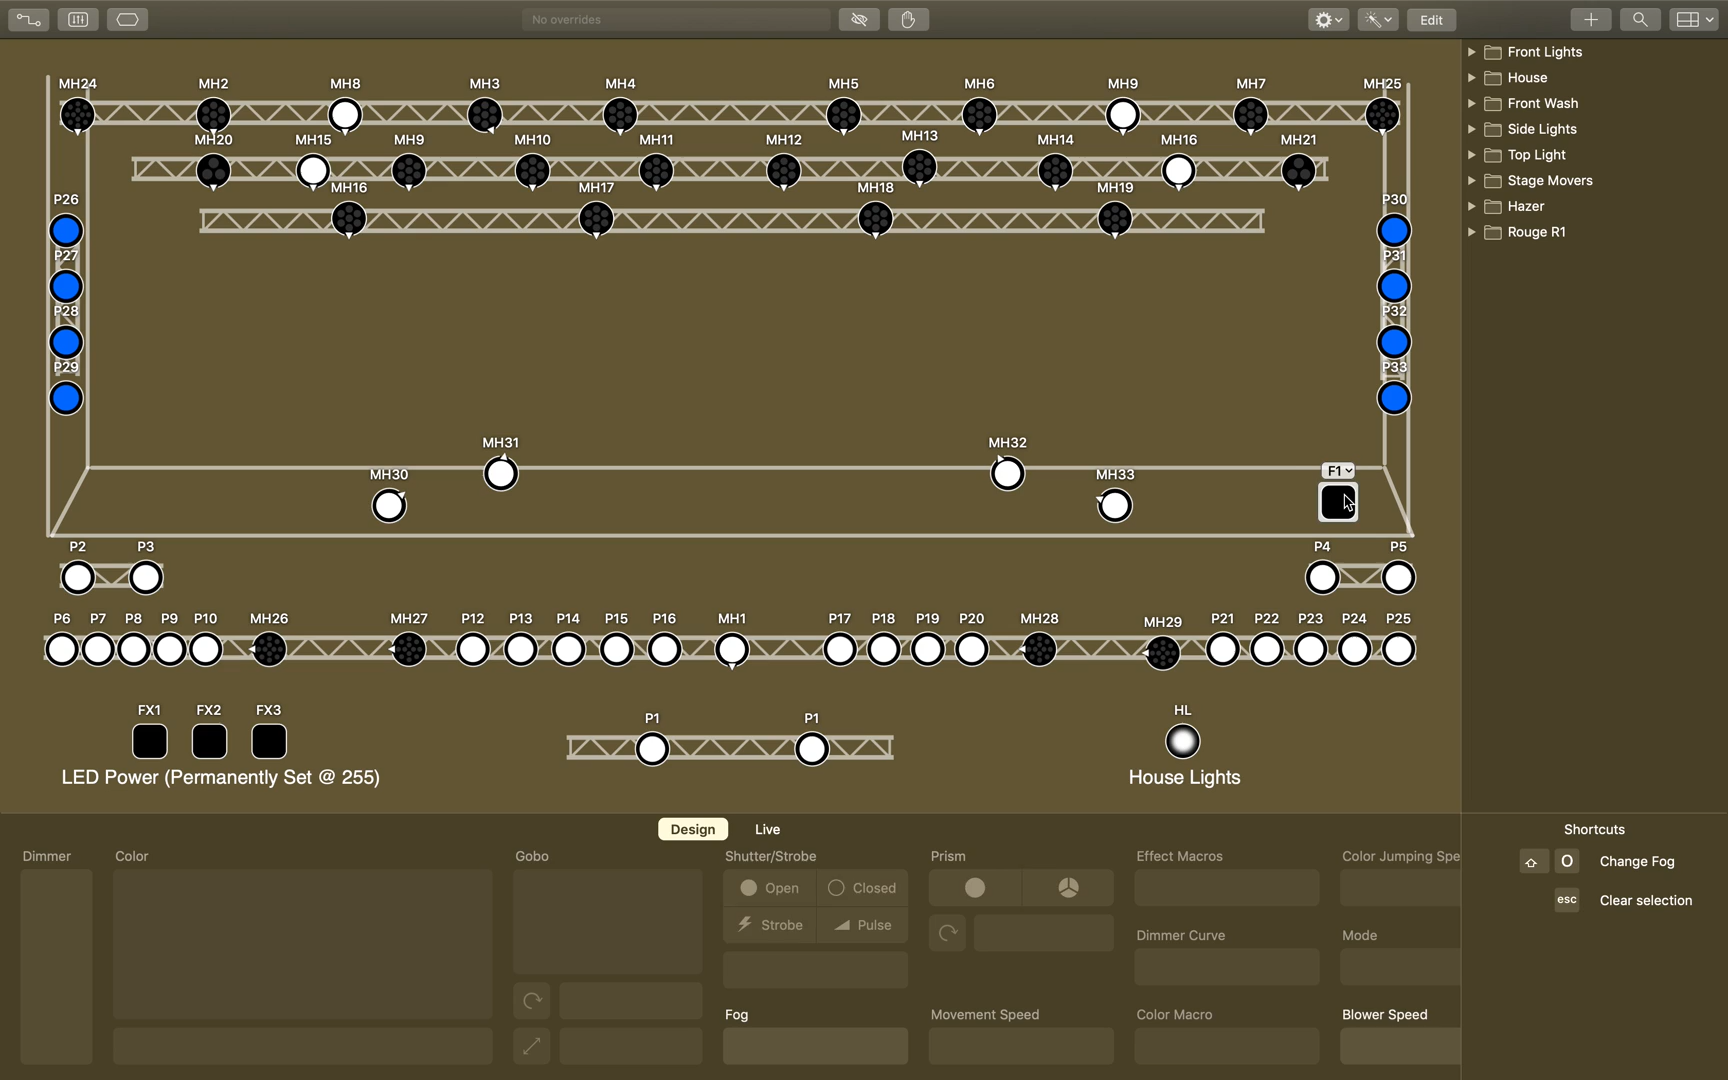 No overrides
Edit
MH24
MH2
MH8
MH3
MH4
MH5
MH6
MH9
MH7
MH25
MH20
MH15
MH9
MH10
MH11
MH12
MH13
MH14
MH16
MH21
MH16
MH17
MH18
MH19
P26
P30
P27
P31
P28
P32
P29
P33
MH31
MH32
MH30
MH33
F1
P2
P3
P4
P5
P6
P7
P8
P9
P10
MH26
MH27
P12
P13
P14
P15
P16
MH1
P17
P18
P19
P20
MH28
MH29
P21
P22
P23
P24
P25
FX1
FX2
FX3
P1
P1
HL
LED Power (Permanently Set @ 255)
House Lights
Front Lights
House
Front Wash
Side Lights
Top Light
Stage Movers
Hazer
Rouge R1
Design
Live
Dimmer
Color
Gobo
Shutter/Strobe
Open
Closed
Strobe
Pulse
Fog
Prism
Movement Speed
Effect Macros
Dimmer Curve
Color Macro
Color Jumping Spe
Mode
Blower Speed
Shortcuts
O
Change Fog
esc
Clear selection